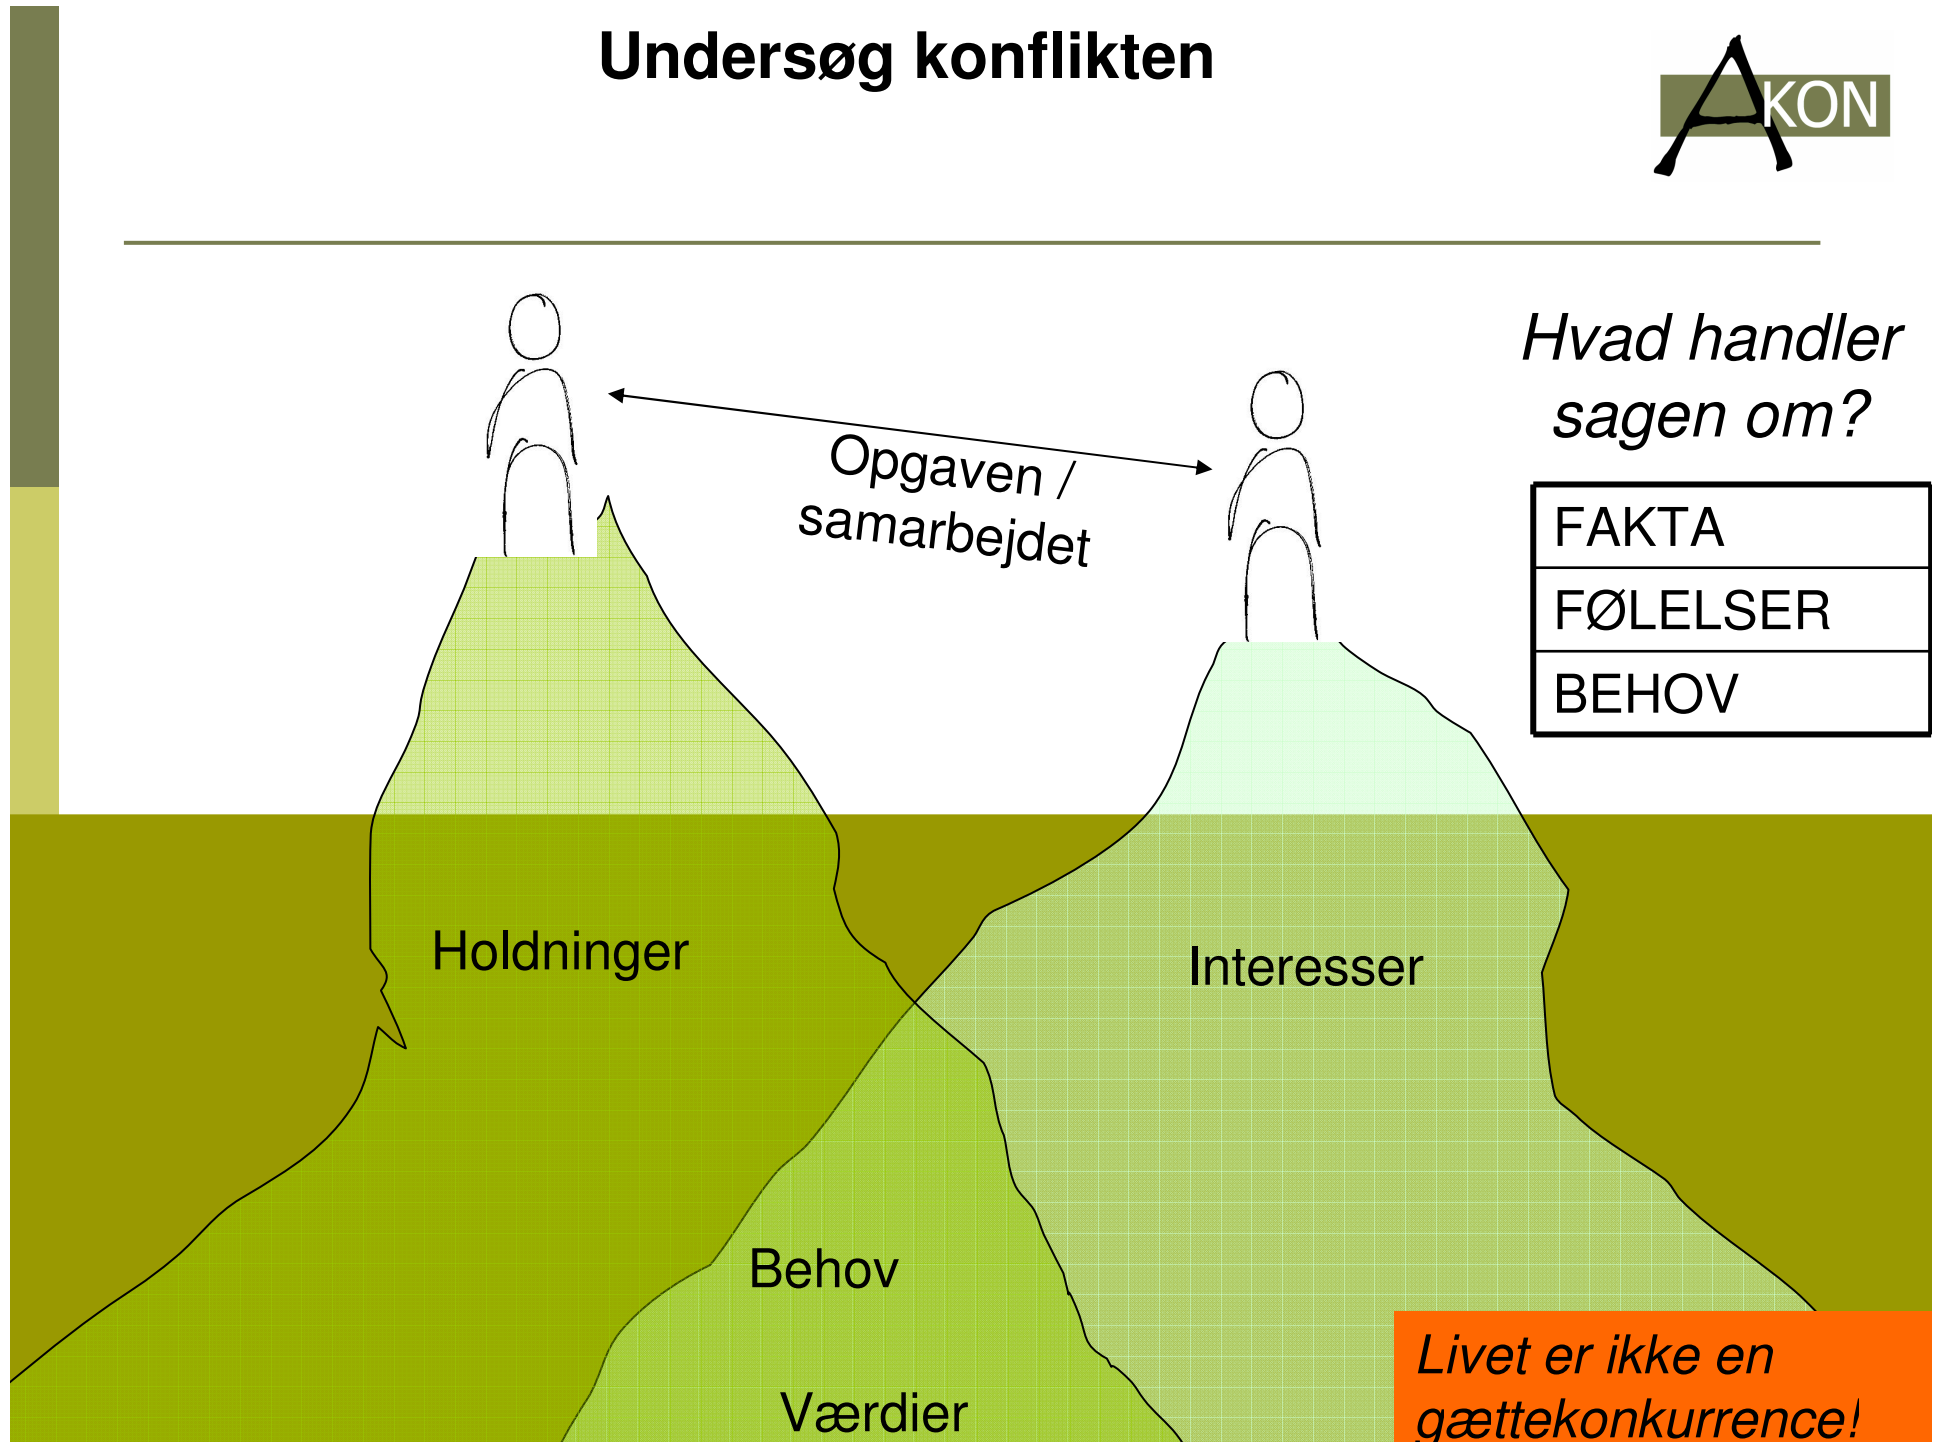 Undersøg konflikten
AKON
Hvad handler
sagen om?
Opgaven /
samarbejdet
FAKTA
FØLELSER
BEHOV
Holdninger
Interesser
Behov
Værdier
Livet er ikke en
gættekonkurrence!